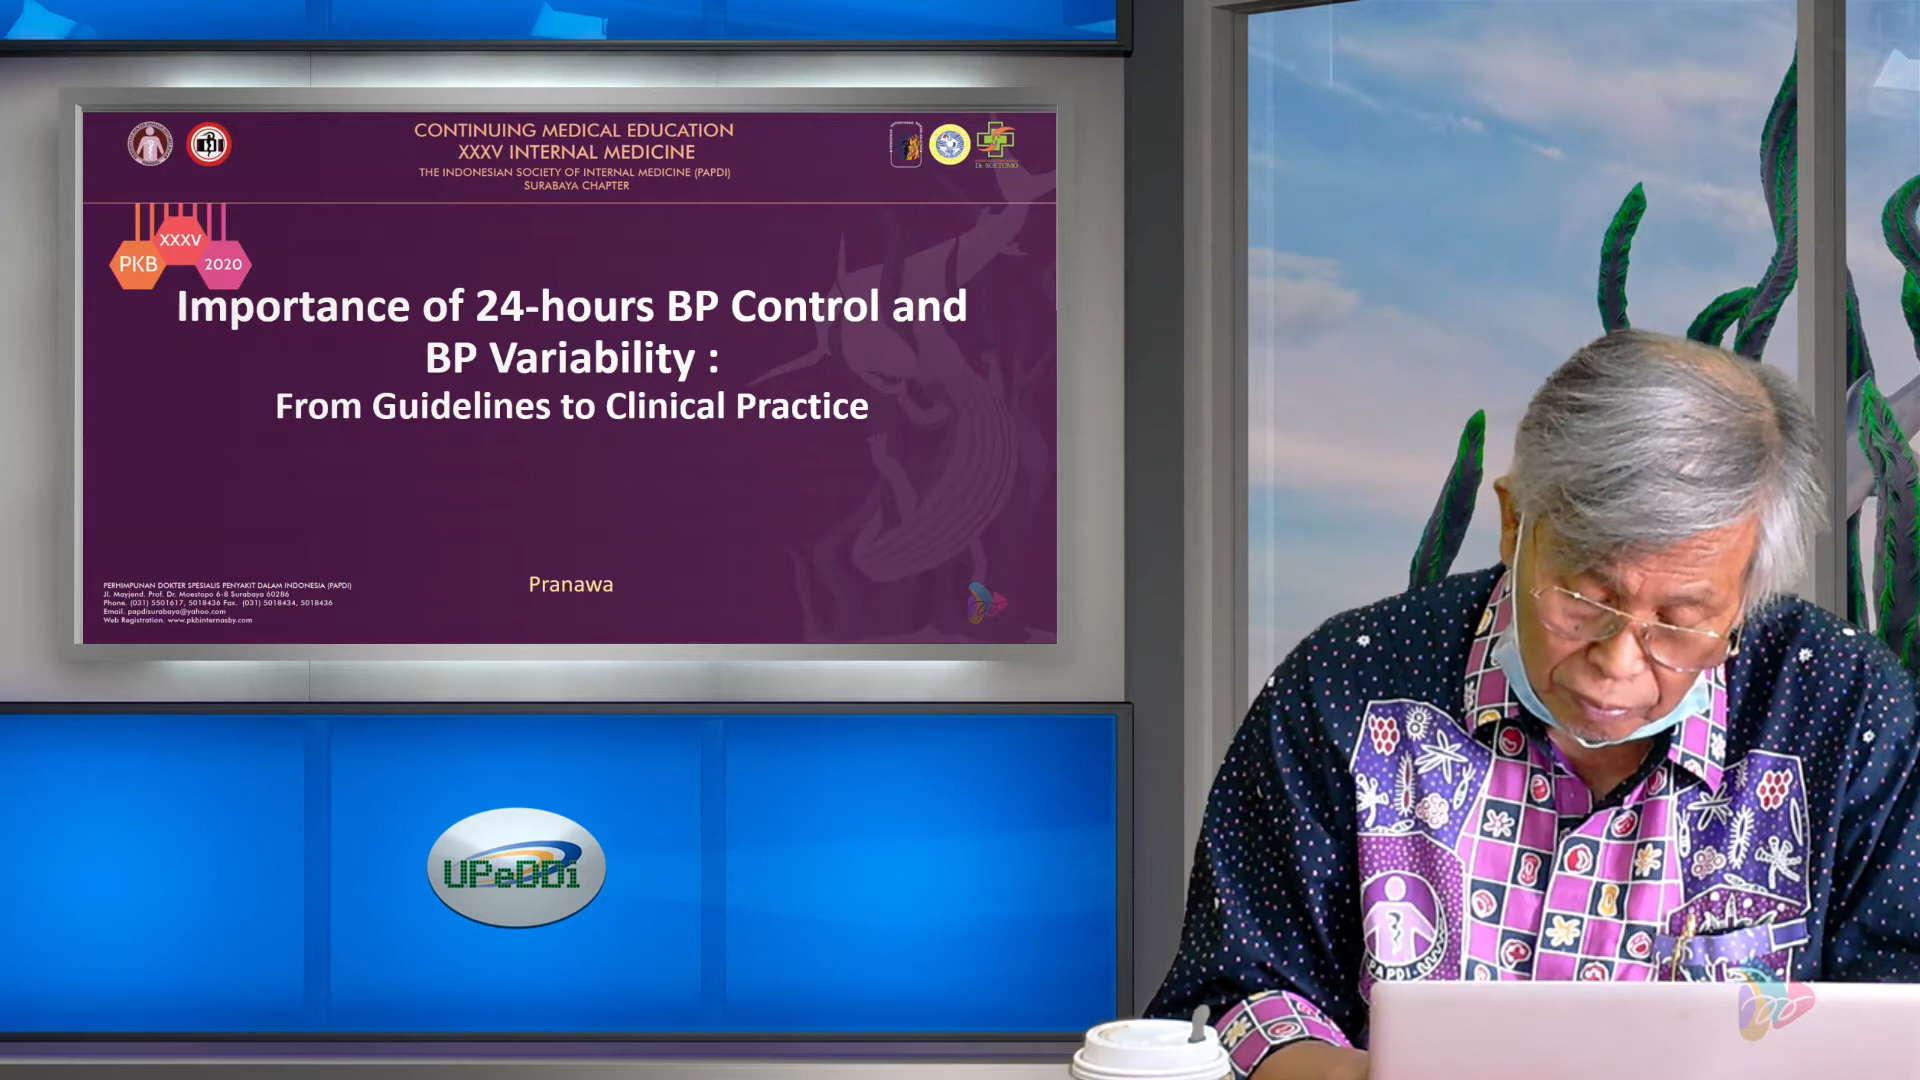 CONTINUING MEDICAL EDUCATION
XXXV INTERNAL MEDICINE
THE INDONESIAN SOCIETY OF INTERNAL MEDICINE (PAPDI)
SURABAYA CHAPTER
Dr. SOETOMO
XXXV
PKB
2020
Importance of 24-hours BP Control and
BP Variability :
From Guidelines to Clinical Practice
Pranawa
PERHIMPUNAN DOKTER SPESIALIS PENYAKIT DALAM INDONESIA (PAPDI)
Jl. Mayjend. Prof. Dr. Moestopo 6-8 Surabaya 60286
Phone. (031) 5501617, 5018436 Fax. (031) 5018434, 5018436
Email. papdisurabaya@yahoo.com
Web Registration. www.pkbinternasby.com
UPeDDi
PAPDI